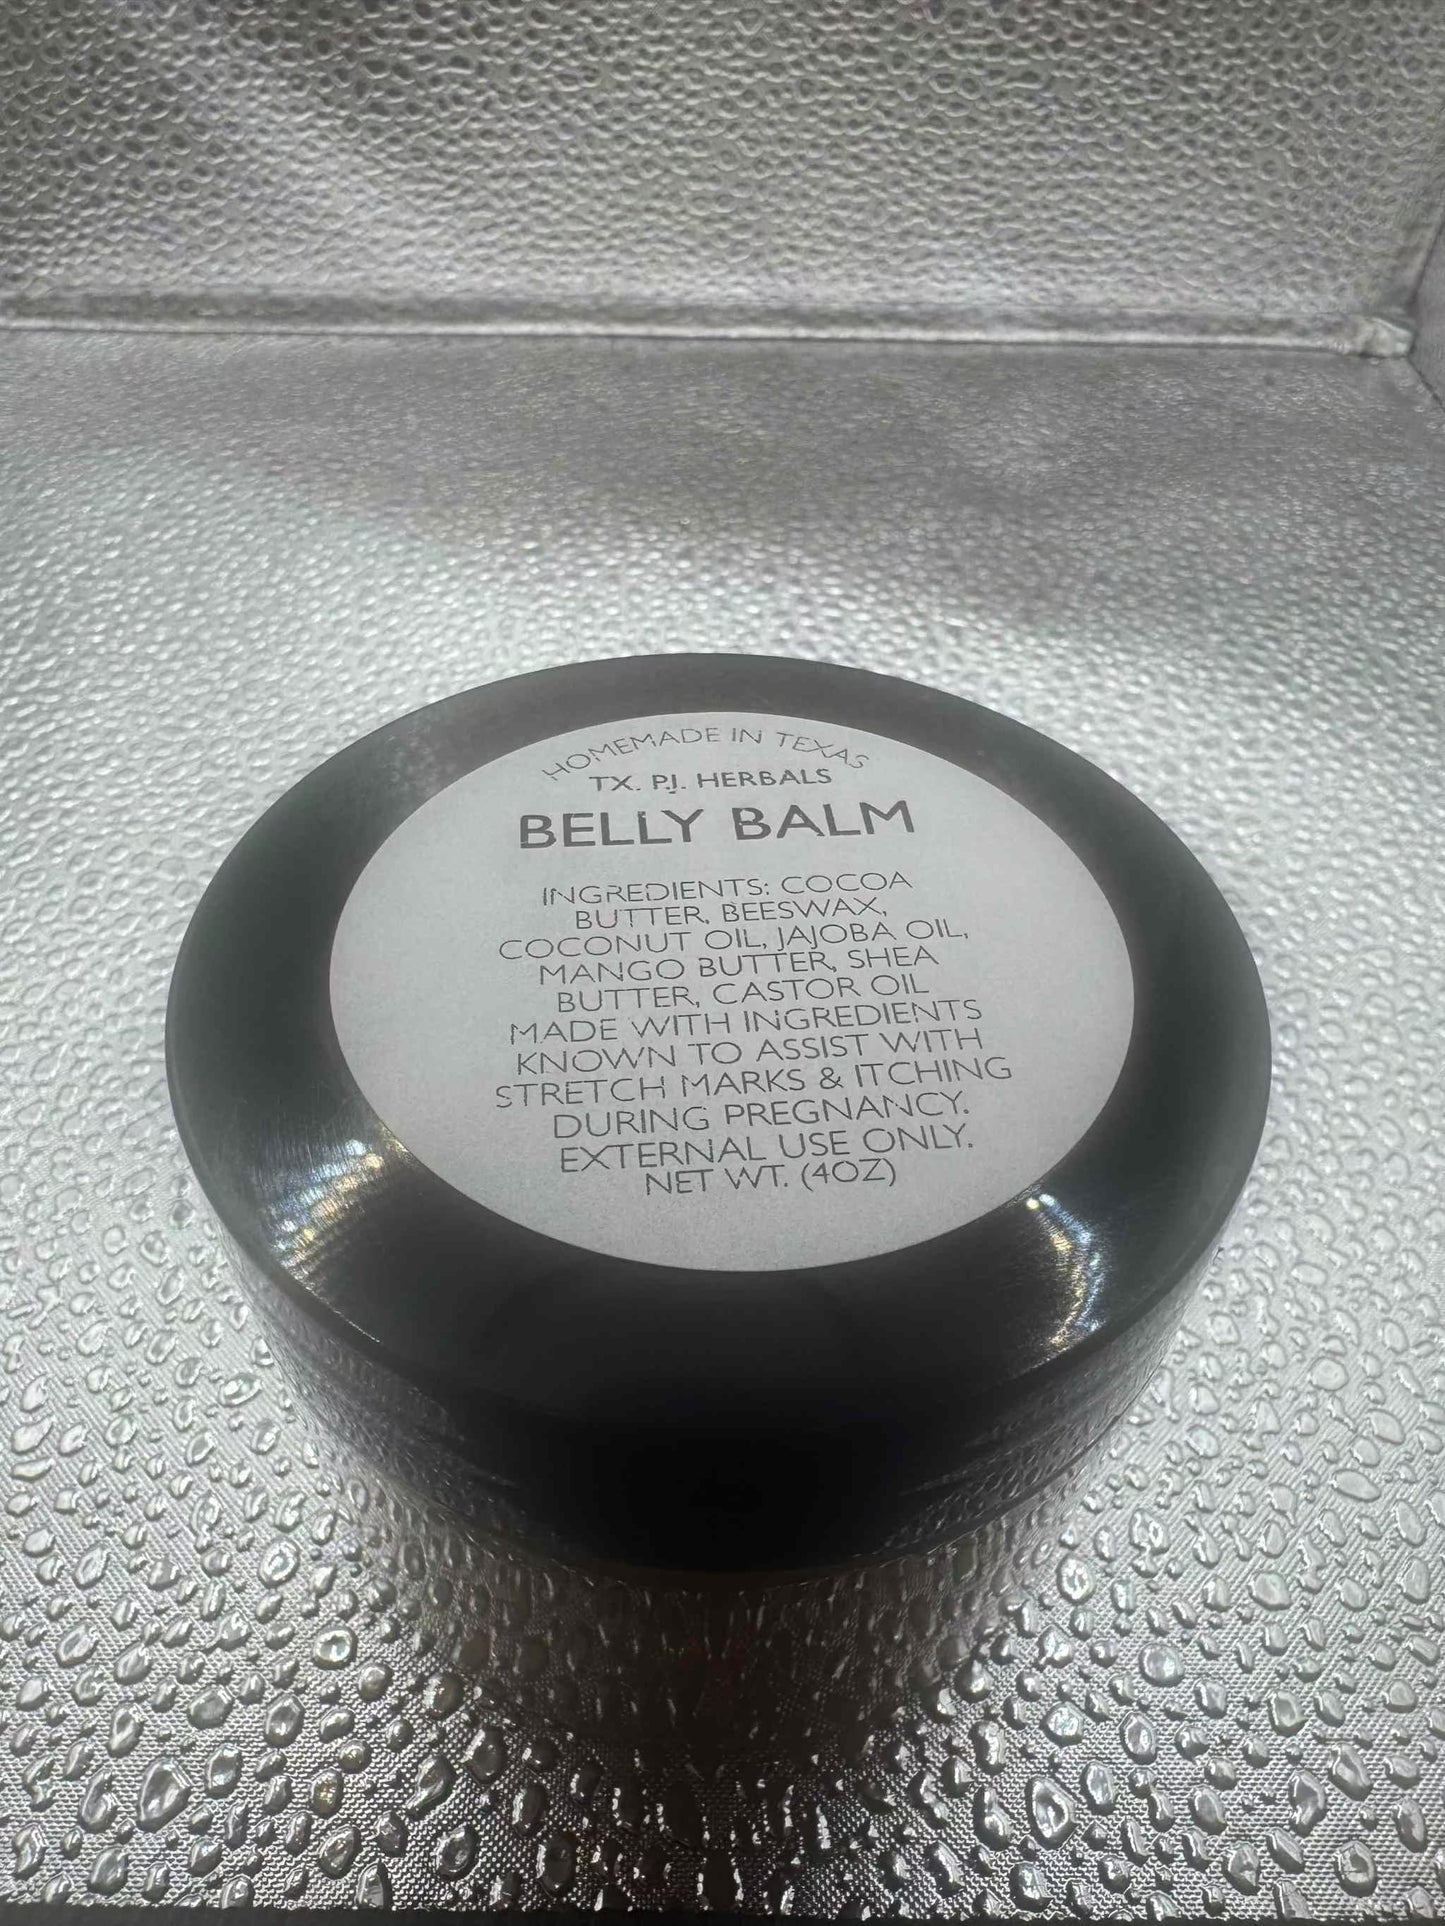 HOMEMADE IN TEXAS
TX. P.J. HERBALS
BELLY BALM
INGREDIENTS: COCOA
BUTTER, BEESWAX,
COCONUT OIL, JAJOBA OIL,
MANGO BUTTER, SHEA
BUTTER, CASTOR OIL
MADE WITH INGREDIENTS
KNOWN TO ASSIST WITH
STRETCH MARKS & ITCHING
DURING PREGNANCY.
EXTERNAL USE ONLY.
NET WT. (4OZ)